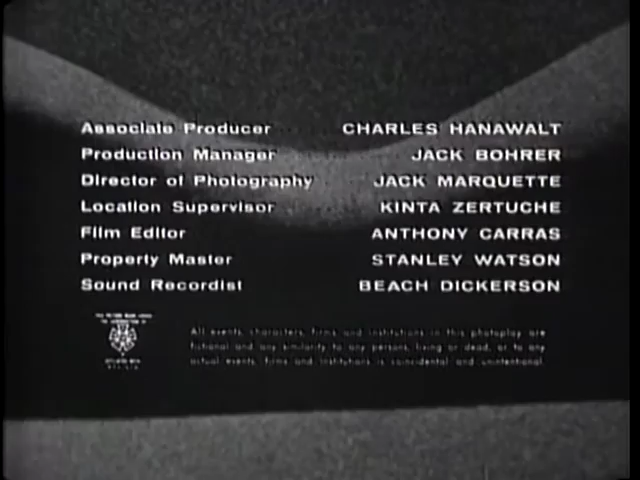 Associate Producer CHARLES HANAWALT
Production Manager JACK BOHRER
Director of Photography JACK MARQUETTE
Location Supervisor KINTA ZERTUCHE
Film Editor ANTHONY CARRAS
Property Master STANLEY WATSON
Sound Recordist BEACH DICKERSON
All events, characters, firms and institutions in this photoplay are
fictional and any similarity to any persons, living or dead, or to any
actual events, firms and institutions is coincidental and unintentional.